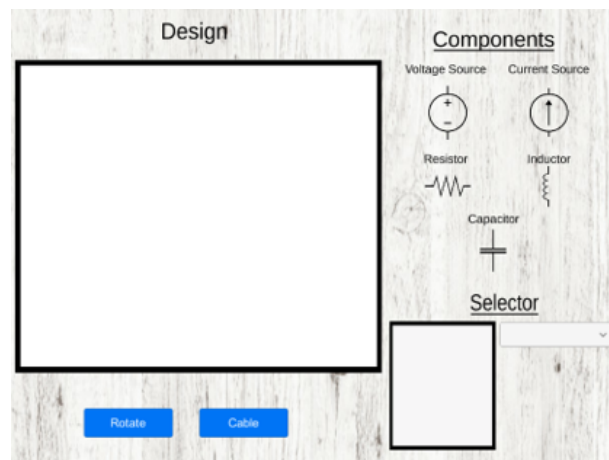 Design
Components
Voltage Source Current Source
Resistor Inductor
Capacitor
Selector
Rotate Cable